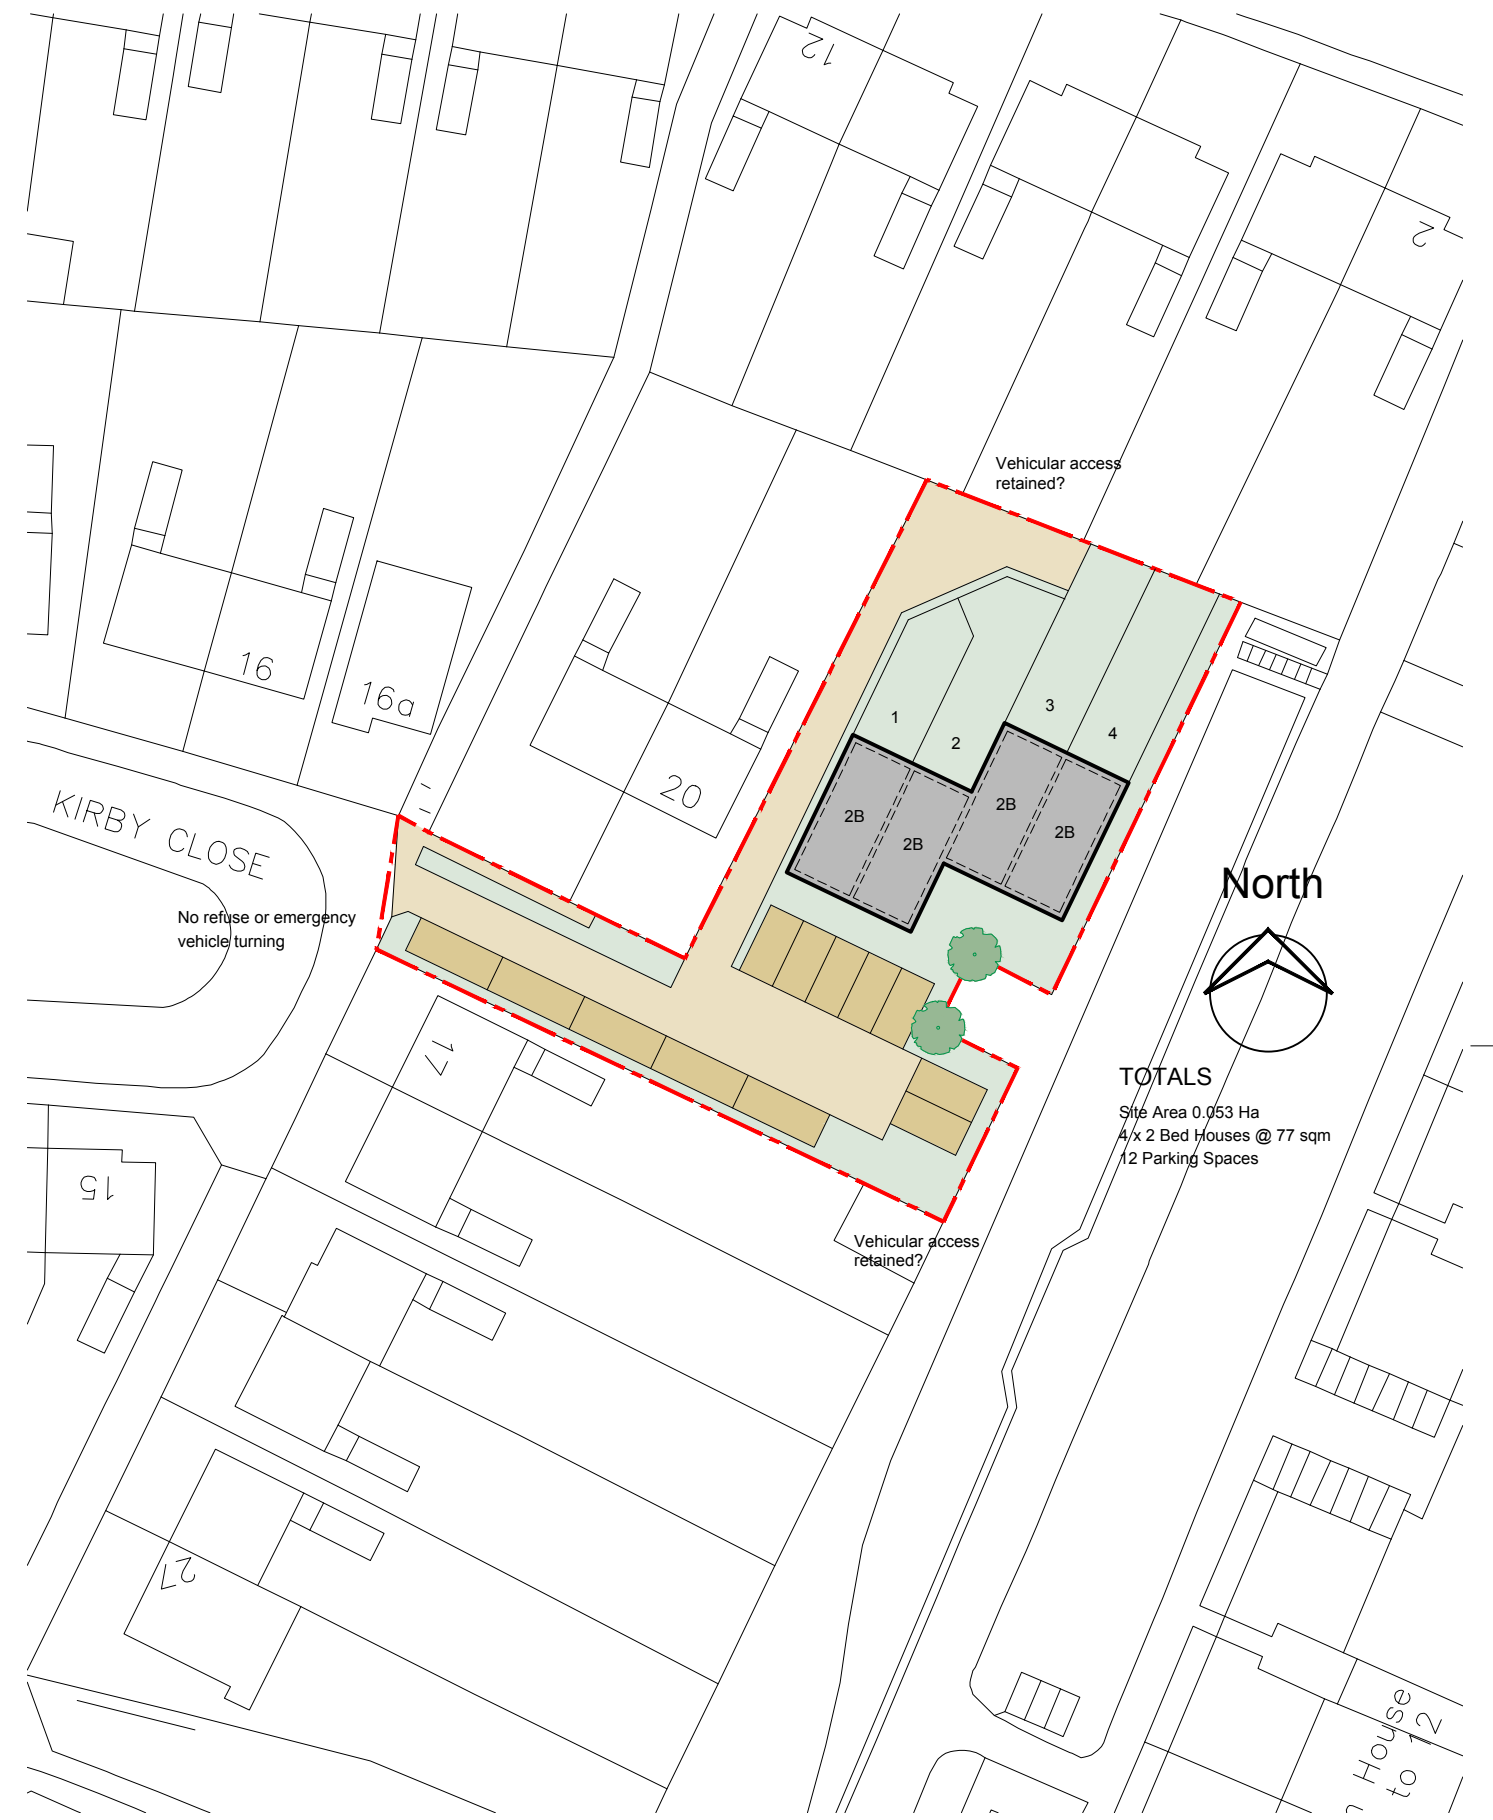 12
2
Vehicular access
retained?
16
16a
20
1
2
3
4
2B
2B
2B
2B
KIRBY CLOSE
No refuse or emergency
vehicle turning
North
17
TOTALS
Site Area 0.053 Ha
4 x 2 Bed Houses @ 77 sqm
12 Parking Spaces
15
Vehicular access
retained?
27
House
to 12